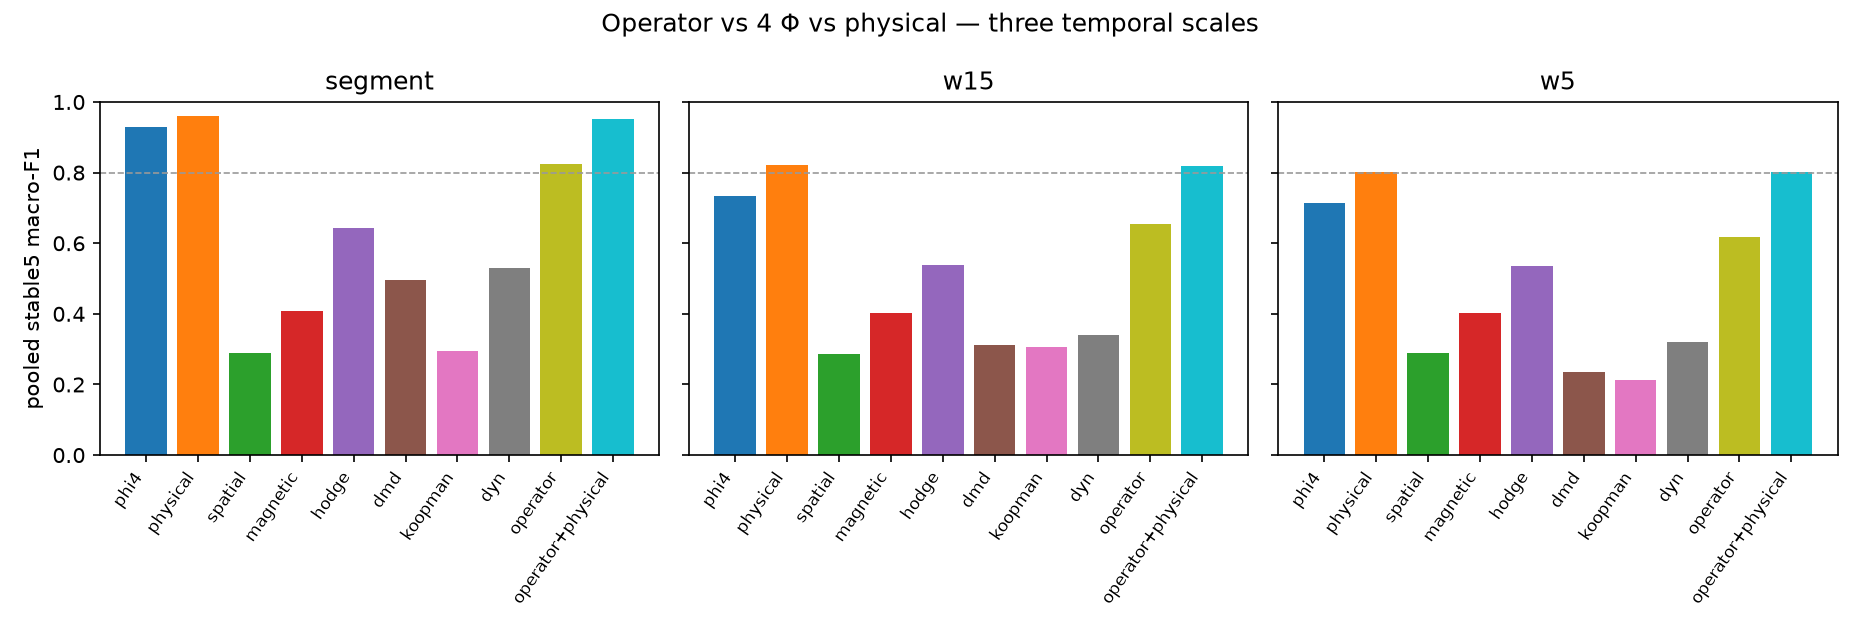 Operator vs 4 Φ vs physical — three temporal scales
segment
w15
w5
pooled stable5 macro-F1
1.0
0.8
0.6
0.4
0.2
0.0
phi4
physical
spatial
magnetic
hodge
dmd
koopman
dyn
operator
operator+physical
phi4
physical
spatial
magnetic
hodge
dmd
koopman
dyn
operator
operator+physical
phi4
physical
spatial
magnetic
hodge
dmd
koopman
dyn
operator
operator+physical